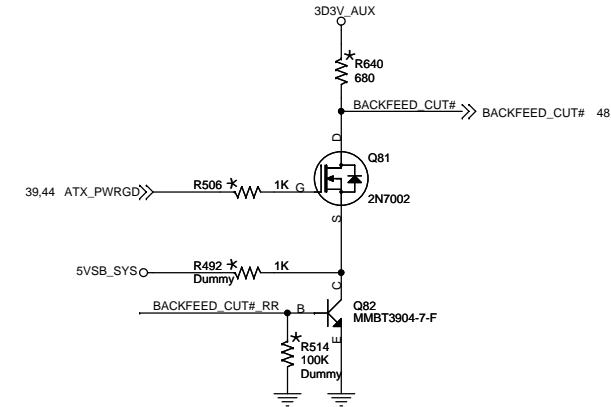 3D3V_AUX
*
R640
680
BACKFEED_CUT#
BACKFEED_CUT# 48
D
Q81
39,44 ATX_PWRGD
R506 * 1K G
2N7002
S
5VSB_SYS
R492 * 1K
Dummy
C
BACKFEED_CUT#_RR B
Q82
MMBT3904-7-F
E
*
R514
100K
Dummy